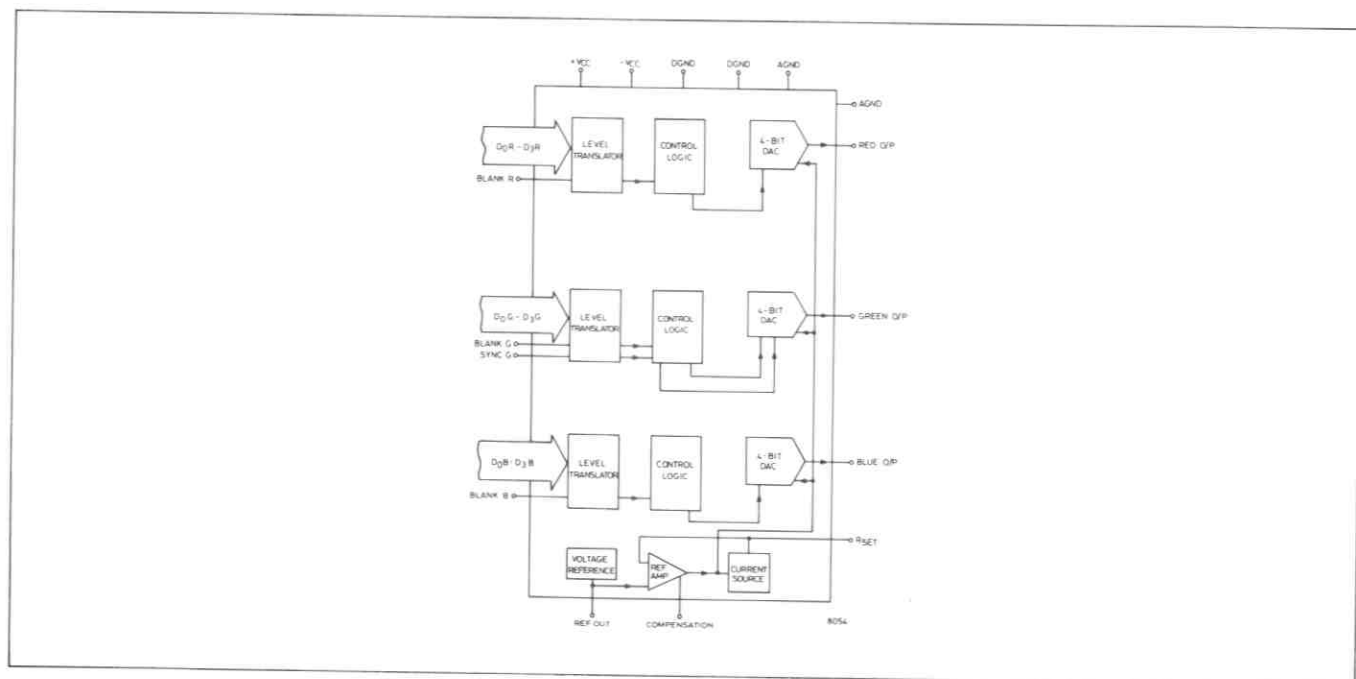 +VCC -VCC DGND DGND AGND
AGND
D0R - D3R
LEVEL
TRANSLATOR
CONTROL
LOGIC
4-BIT
DAC
RED O/P
BLANK R
D0G - D3G
LEVEL
TRANSLATOR
CONTROL
LOGIC
4-BIT
DAC
GREEN O/P
BLANK G
SYNC G
D0B - D3B
LEVEL
TRANSLATOR
CONTROL
LOGIC
4-BIT
DAC
BLUE O/P
BLANK B
RSET
VOLTAGE
REFERENCE
REF
AMP
CURRENT
SOURCE
REF OUT
COMPENSATION
8054